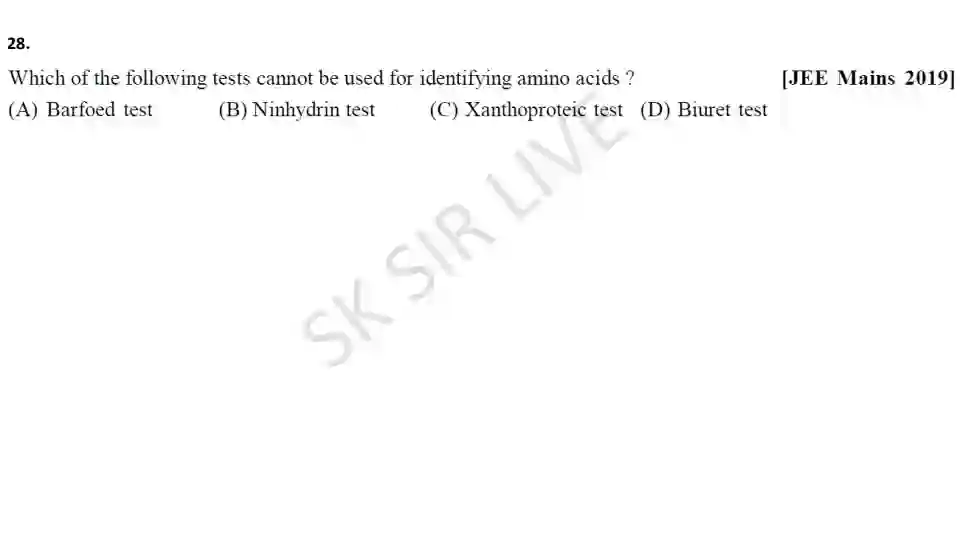 28.
Which of the following tests cannot be used for identifying amino acids ? [JEE Mains 2019]
(A) Barfoed test (B) Ninhydrin test (C) Xanthoproteic test (D) Biuret test
SK SIR LIVE